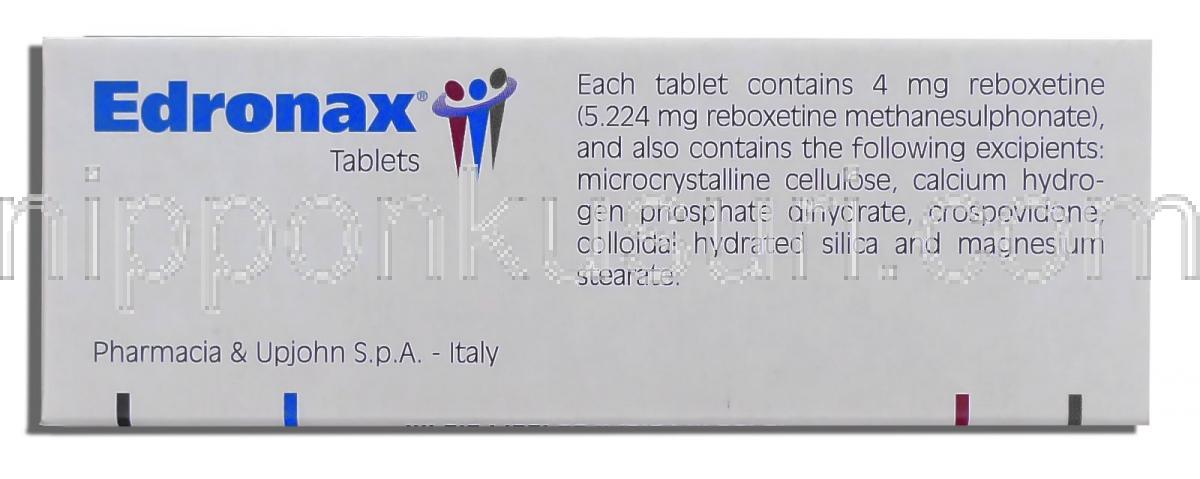 Edronax®
Tablets
Each tablet contains 4 mg reboxetine
(5.224 mg reboxetine methanesulphonate),
and also contains the following excipients:
microcrystalline cellulose, calcium hydro-
gen phosphate dihydrate, crospovidone,
colloidal hydrated silica and magnesium
stearate.
nipponkusuri.com
Pharmacia & Upjohn S.p.A. - Italy